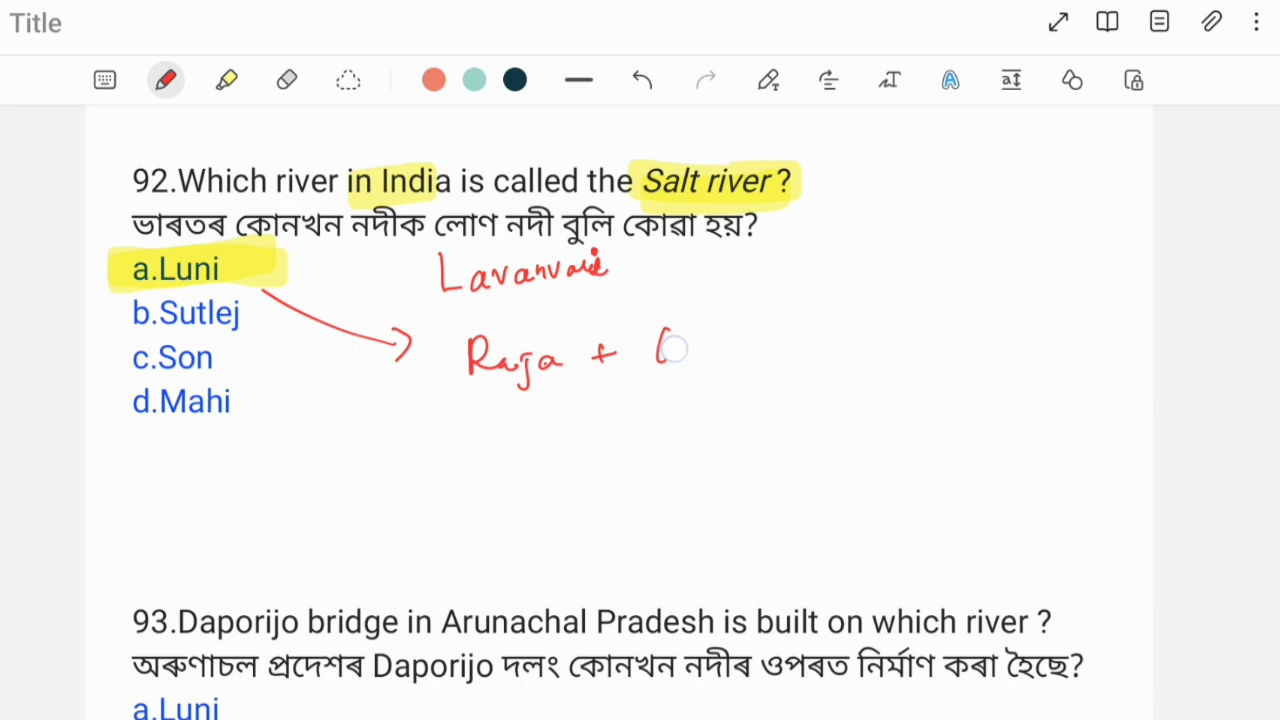 Title
92.Which river in India is called the Salt river ?
ভাৰতৰ কোনখন নদীক লোণ নদী বুলি কোৱা হয়?
a.Luni
Lavanvari
b.Sutlej
Raja +
c.Son
d.Mahi
93.Daporijo bridge in Arunachal Pradesh is built on which river ?
অৰুণাচল প্ৰদেশৰ Daporijo দলং কোনখন নদীৰ ওপৰত নিৰ্মাণ কৰা হৈছে?
a.Luni